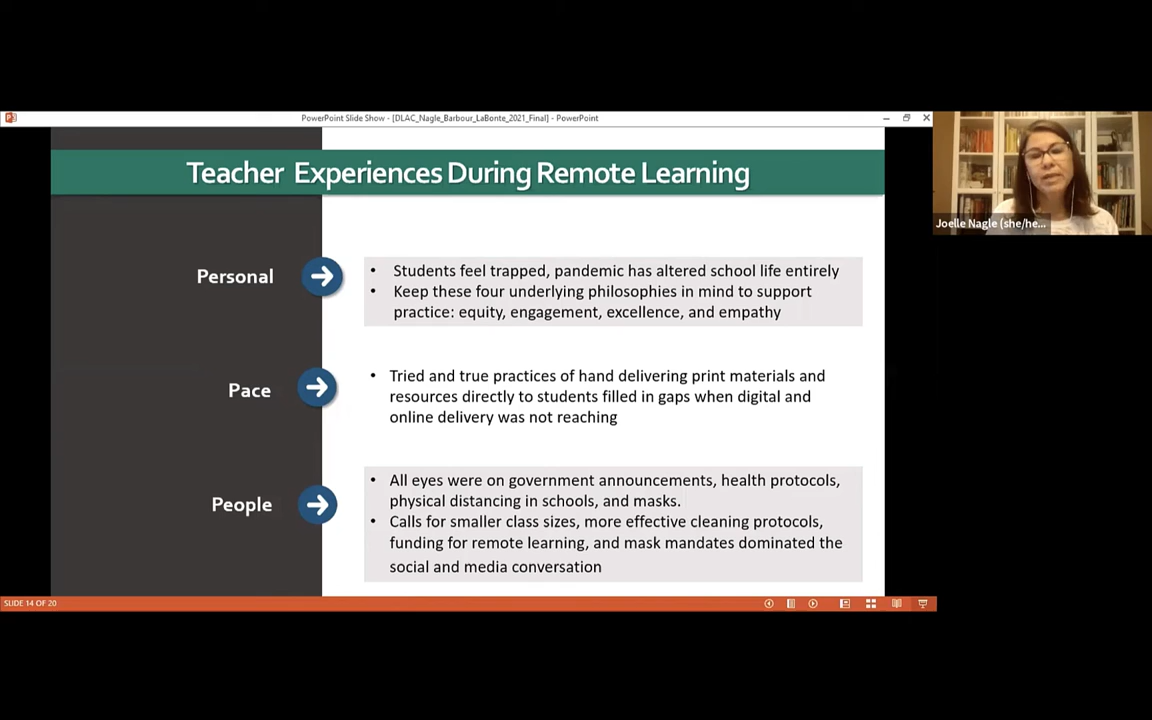 PowerPoint Slide Show - [DLAC_Nagle_Barbour_LaBonte_2021_Final] - PowerPoint
Teacher Experiences During Remote Learning
Joelle Nagle (she/he...
Personal
• Students feel trapped, pandemic has altered school life entirely
• Keep these four underlying philosophies in mind to support
practice: equity, engagement, excellence, and empathy
Pace
• Tried and true practices of hand delivering print materials and
resources directly to students filled in gaps when digital and
online delivery was not reaching
People
• All eyes were on government announcements, health protocols,
physical distancing in schools, and masks.
• Calls for smaller class sizes, more effective cleaning protocols,
funding for remote learning, and mask mandates dominated the
social and media conversation
SLIDE 14 OF 20